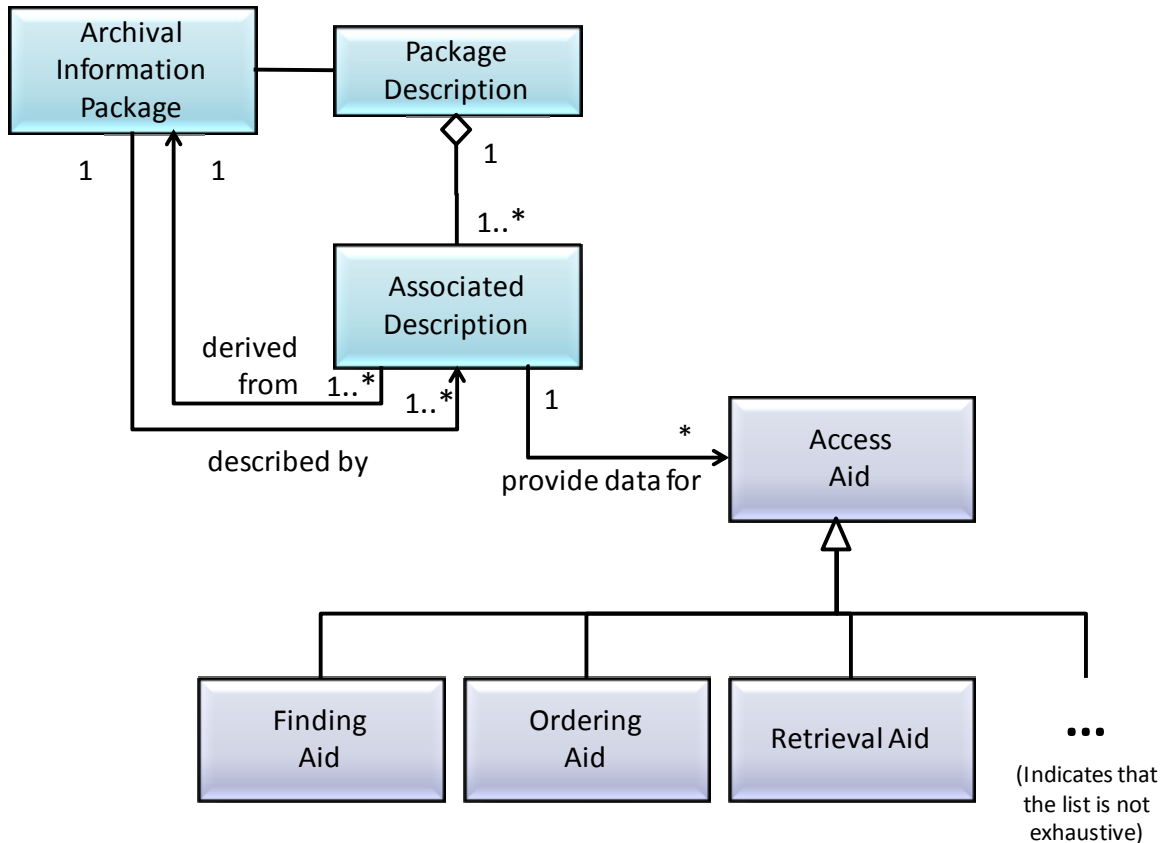 Archival
Information
Package
Package
Description
1
1
1
1..*
Associated
Description
derived
from
1..*
1..*
1
described by
*
provide data for
Access
Aid
Finding
Aid
Ordering
Aid
Retrieval Aid
...
(Indicates that
the list is not
exhaustive)